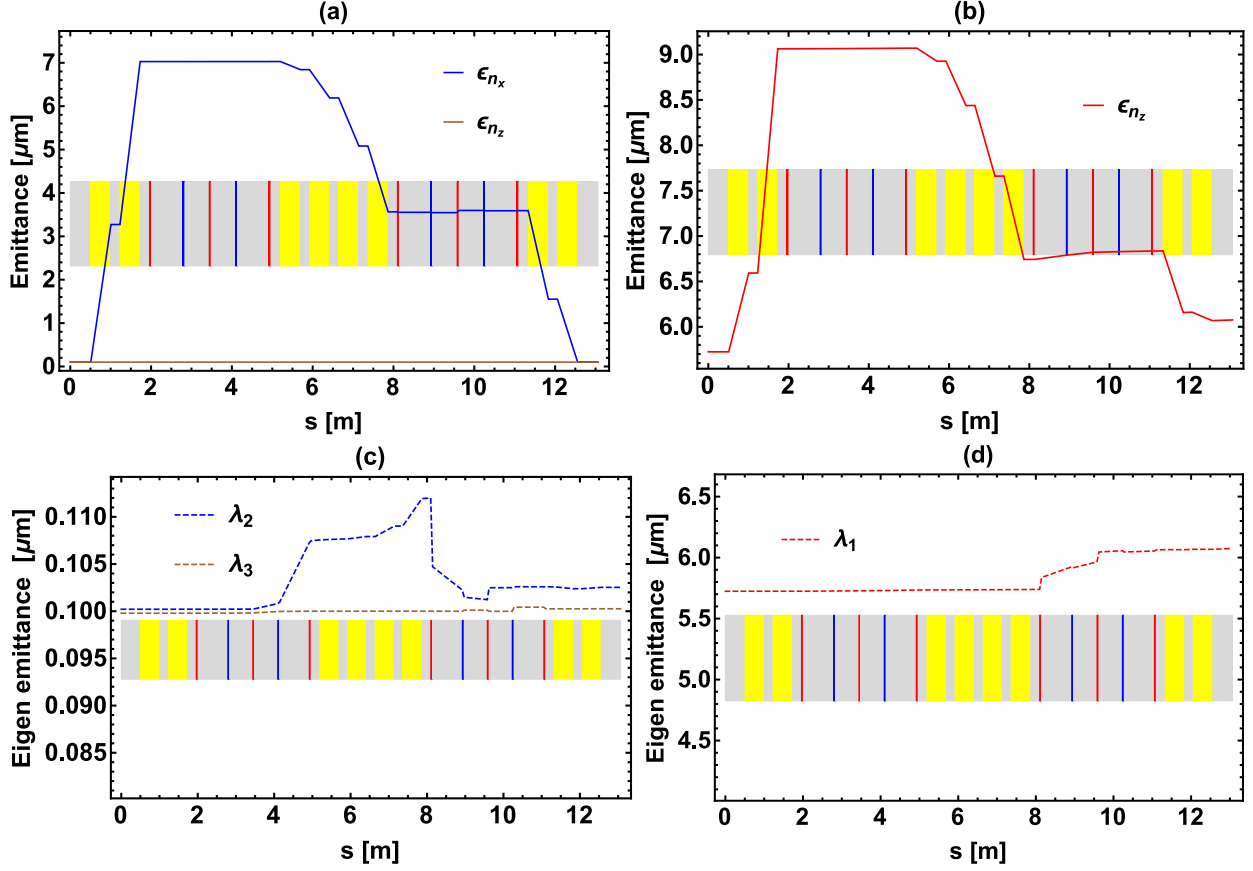 (a)
7
6
5
4
3
2
1
0
Emittance [μm]
ϵnx
ϵnz
0 2 4 6 8 10 12
s [m]
(b)
9.0
8.5
8.0
7.5
7.0
6.5
6.0
Emittance [μm]
ϵnz
0 2 4 6 8 10 12
s [m]
(c)
0.110
0.105
0.100
0.095
0.090
0.085
Eigen emittance [μm]
λ2
λ3
0 2 4 6 8 10 12
s [m]
(d)
6.5
6.0
5.5
5.0
4.5
Eigen emittance [μm]
λ1
0 2 4 6 8 10 12
s [m]